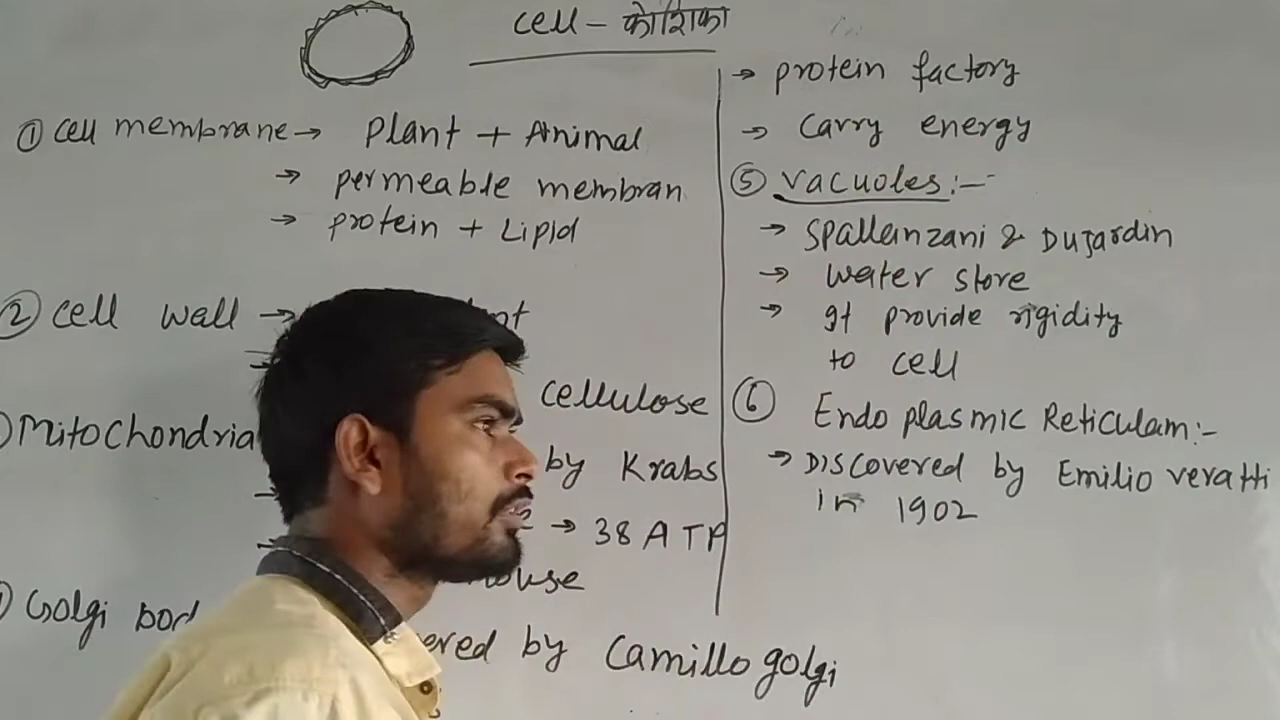 cell - कोशिका
① cell membrane → Plant + Animal
→ permeable membran
→ protein + Lipid
② cell wall →
cellulose
Mitochondria
by Krabs
→ 38 ATP
Golgi
by Camillo golgi
→ protein factory
→ Carry energy
⑤ Vacuoles :-
→ Spallanzani & Dujardin
→ Water store
→ It provide rigidity
to cell
⑥ Endo plasmic Reticulam :-
→ Discovered by Emilio veratti
in 1902